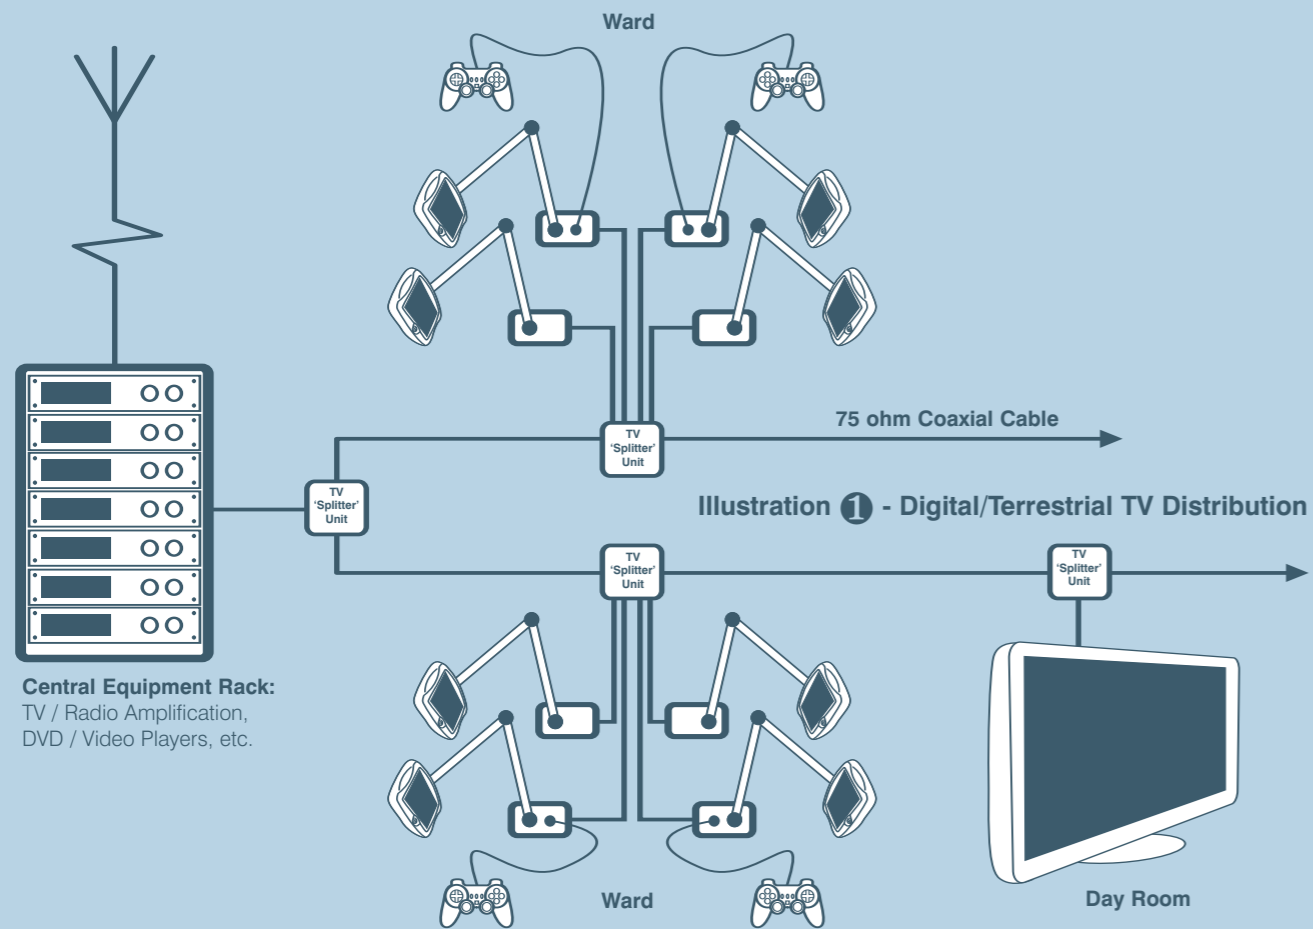 Ward
75 ohm Coaxial Cable
TV
‘Splitter’
Unit
TV
‘Splitter’
Unit
Illustration ❶ - Digital/Terrestrial TV Distribution
TV
‘Splitter’
Unit
TV
‘Splitter’
Unit
Central Equipment Rack:
TV / Radio Amplification,
DVD / Video Players, etc.
Ward
Day Room